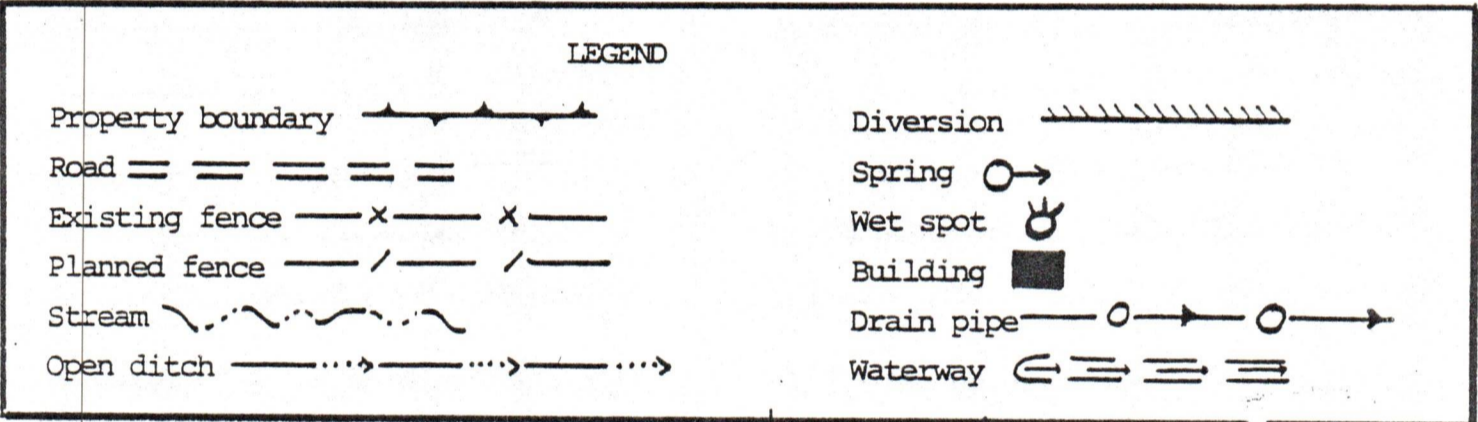 LEGEND
Property boundary
Road
Existing fence
Planned fence
Stream
Open ditch
Diversion
Spring
Wet spot
Building
Drain pipe
Waterway